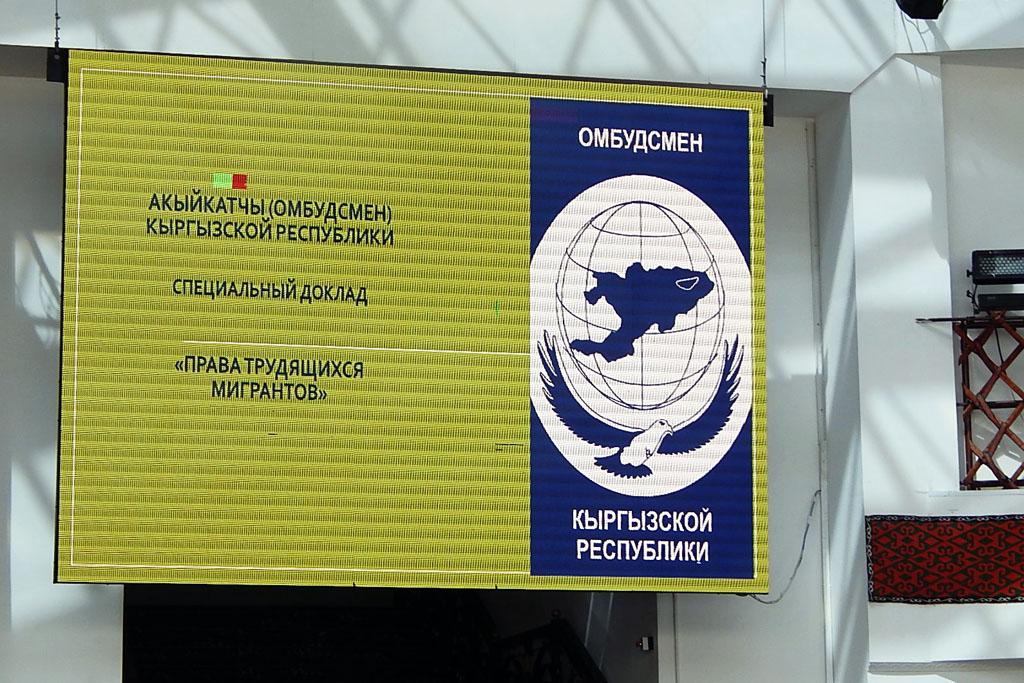 АКЫЙКАТЧЫ (ОМБУДСМЕН)
КЫРГЫЗСКОЙ РЕСПУБЛИКИ
СПЕЦИАЛЬНЫЙ ДОКЛАД
«ПРАВА ТРУДЯЩИХСЯ
МИГРАНТОВ»
ОМБУДСМЕН
КЫРГЫЗСКОЙ
РЕСПУБЛИКИ